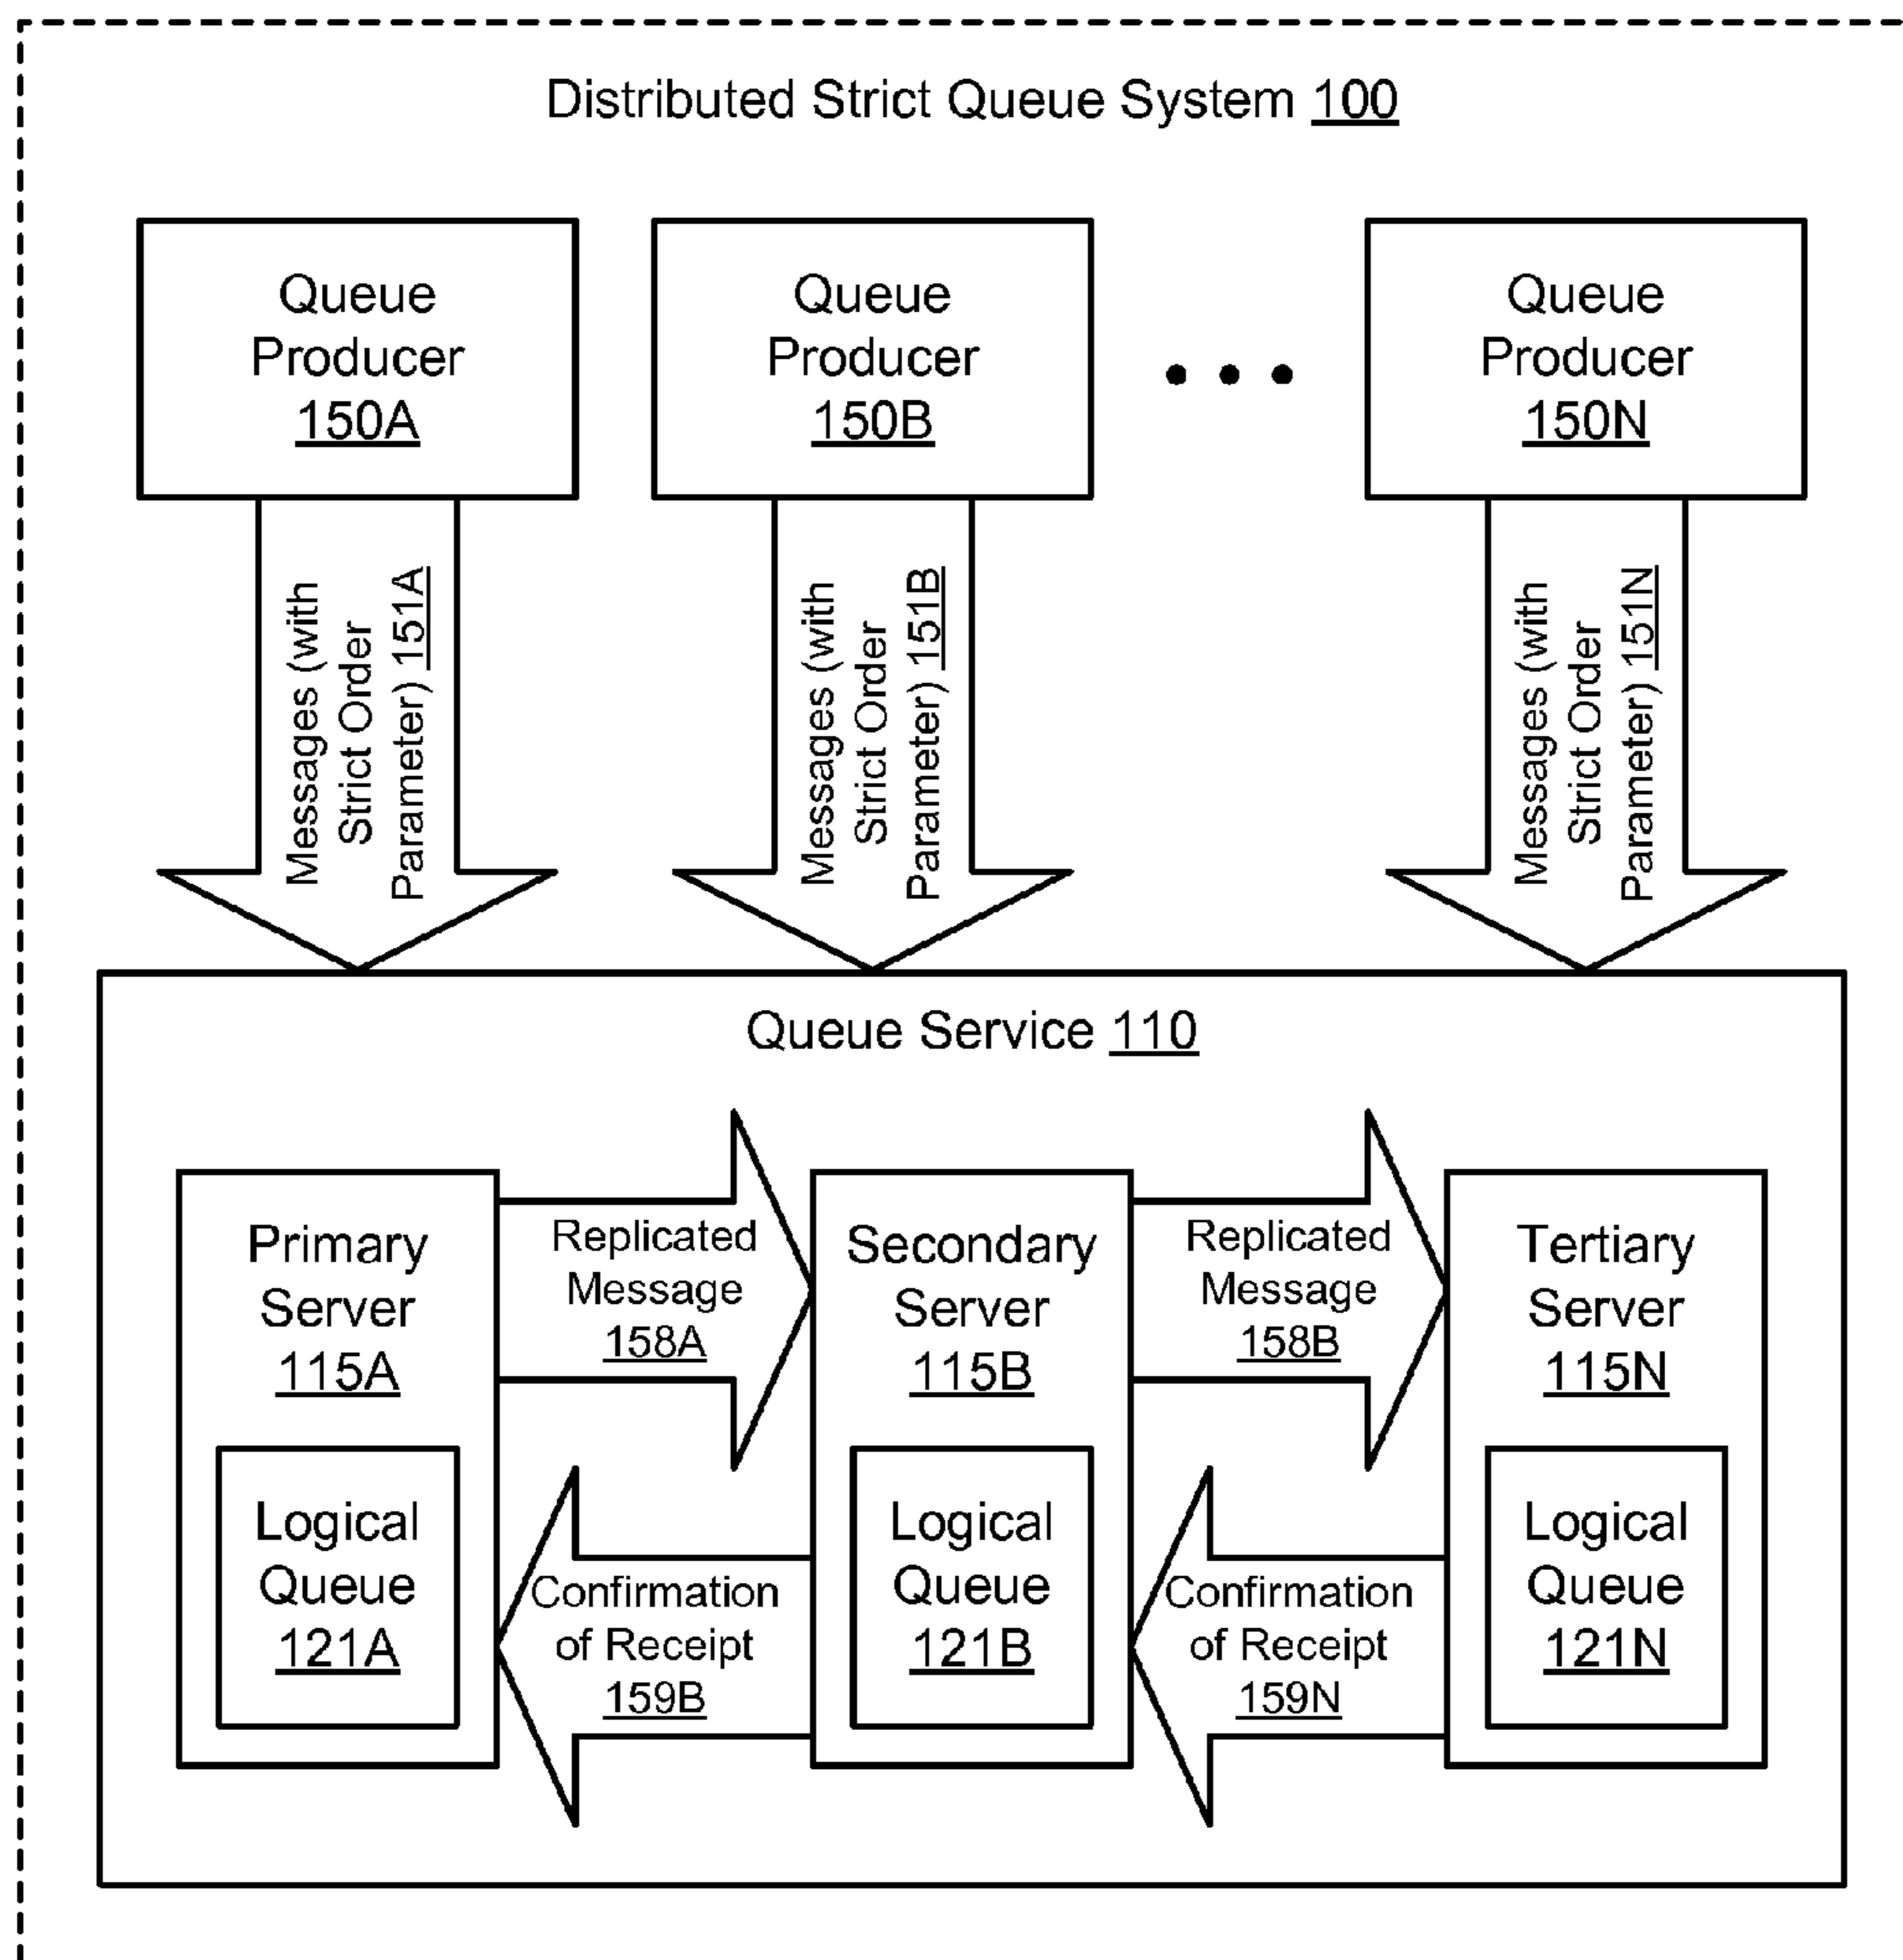 Distributed Strict Queue System 100
Queue
Producer
150A
Queue
Producer
150B
Queue
Producer
150N
Messages (with
Strict Order
Parameter) 151A
Messages (with
Strict Order
Parameter) 151B
Messages (with
Strict Order
Parameter) 151N
Queue Service 110
Primary
Server
115A
Replicated
Message
158A
Secondary
Server
115B
Replicated
Message
158B
Tertiary
Server
115N
Logical
Queue
121A
Confirmation
of Receipt
159B
Logical
Queue
121B
Confirmation
of Receipt
159N
Logical
Queue
121N